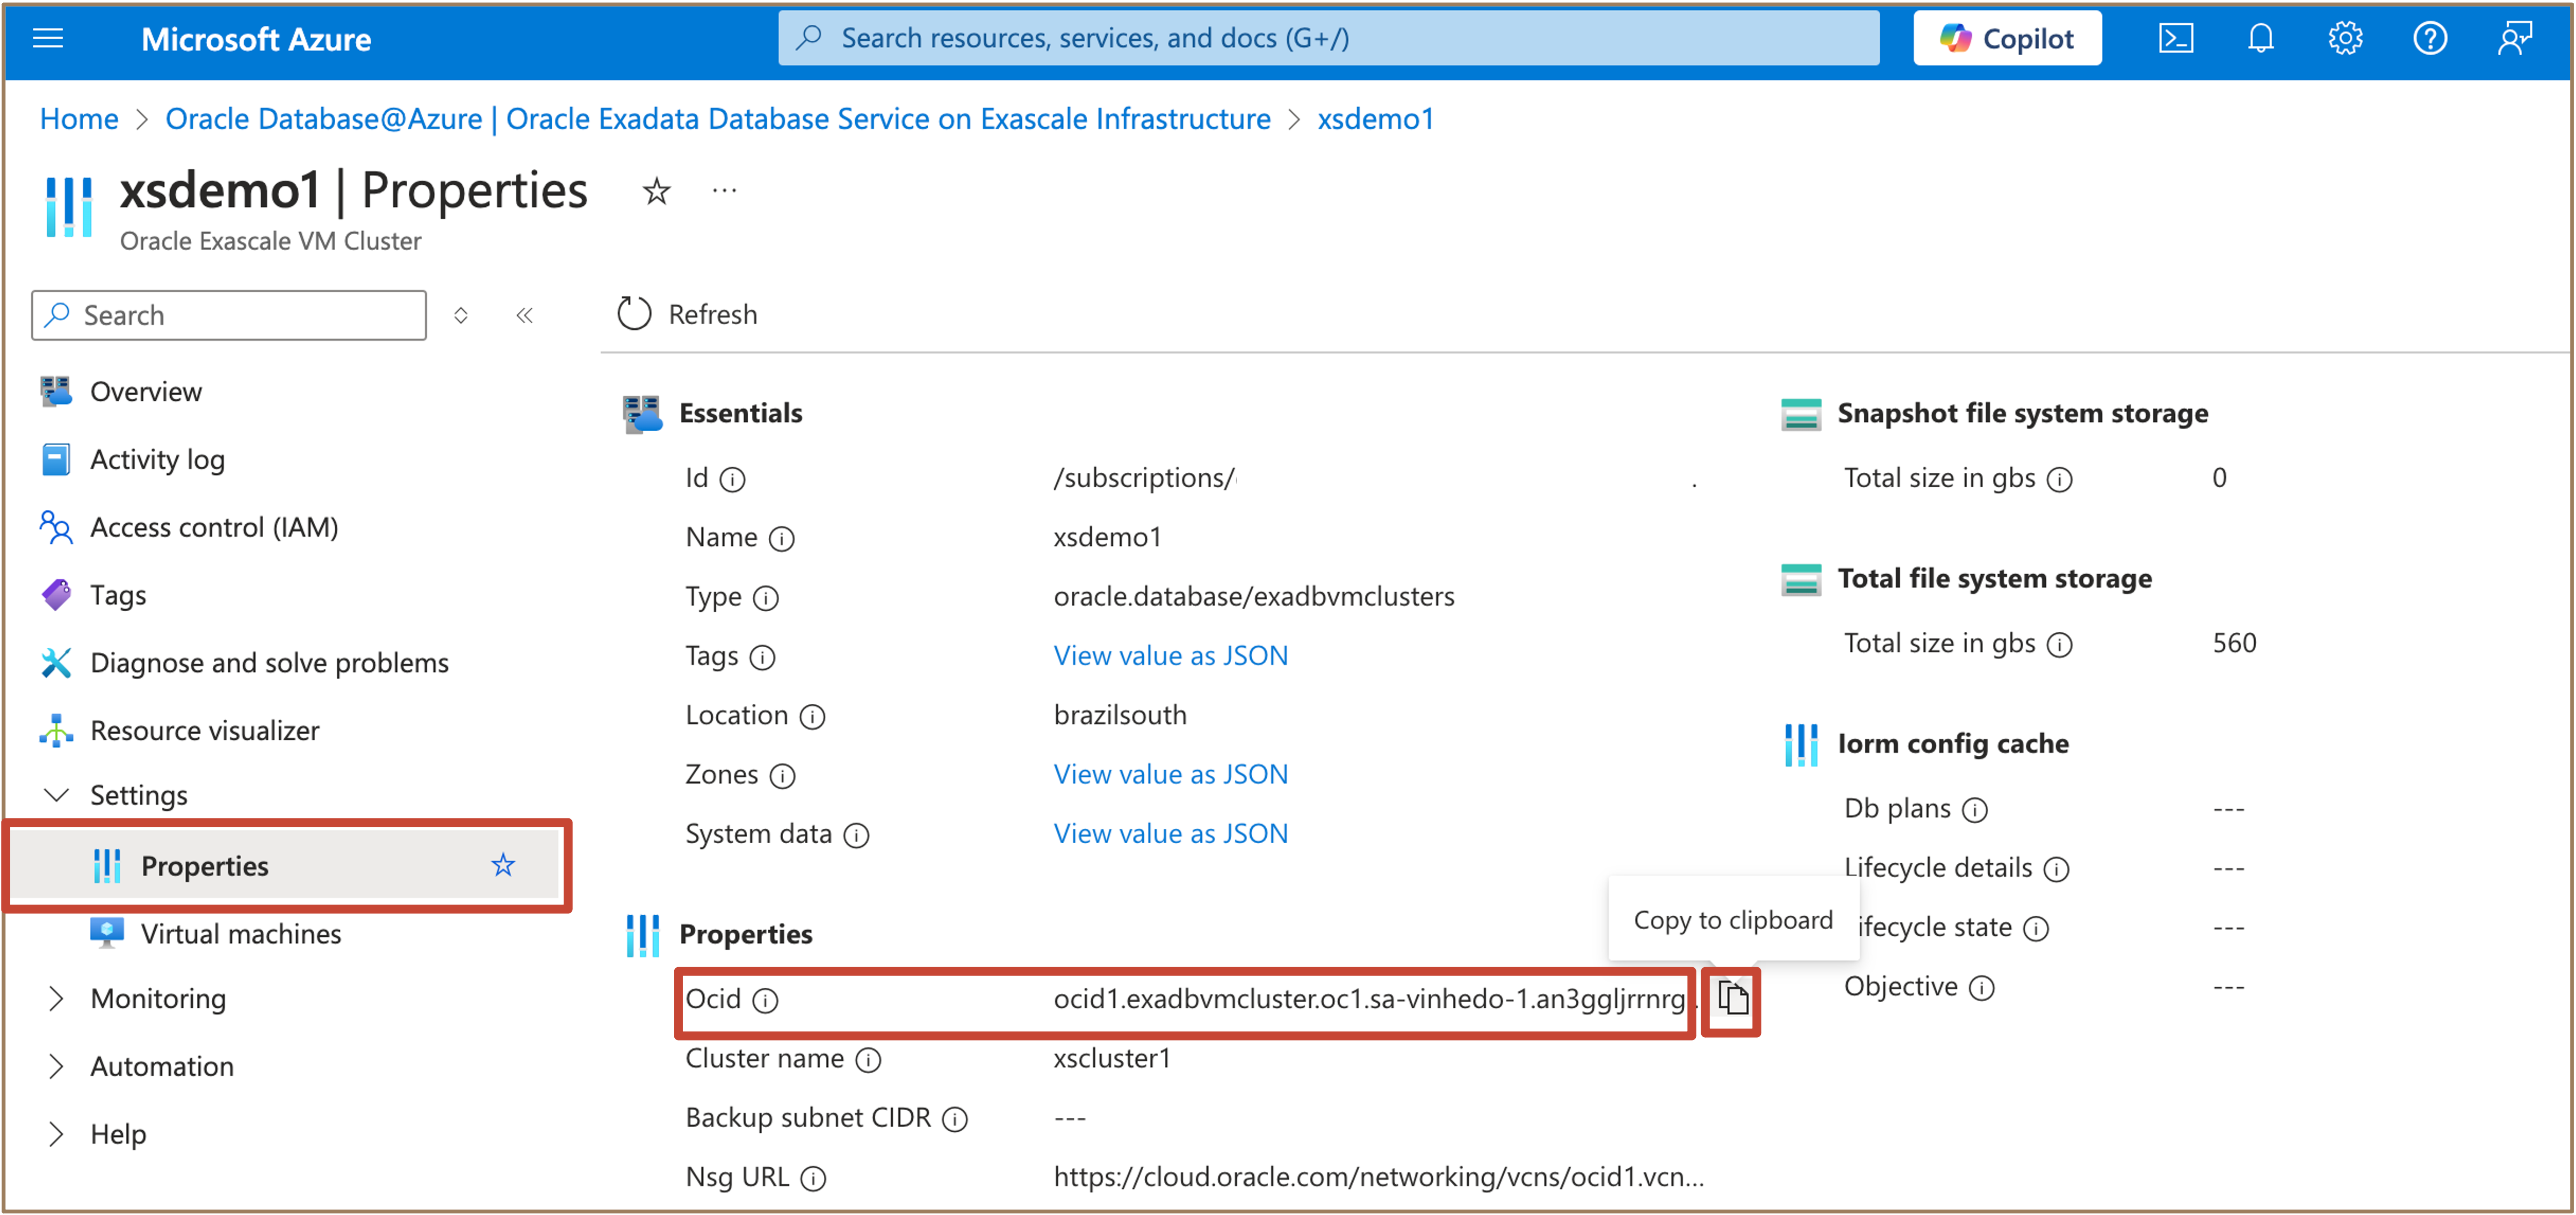 Microsoft Azure
Search resources, services, and docs (G+/)
Copilot
Home > Oracle Database@Azure | Oracle Exadata Database Service on Exascale Infrastructure > xsdemo1
xsdemo1 | Properties
Oracle Exascale VM Cluster
Search
Refresh
Overview
Activity log
Access control (IAM)
Tags
Diagnose and solve problems
Resource visualizer
Settings
Properties
Virtual machines
Monitoring
Automation
Help
Essentials
Id /subscriptions/
Name xsdemo1
Type oracle.database/exadbvmclusters
Tags View value as JSON
Location brazilsouth
Zones View value as JSON
System data View value as JSON
Properties
Copy to clipboard
Ocid ocid1.exadbvmcluster.oc1.sa-vinhedo-1.an3ggljrrnrg
Cluster name xscluster1
Backup subnet CIDR ---
Nsg URL https://cloud.oracle.com/networking/vcns/ocid1.vcn...
Snapshot file system storage
Total size in gbs 0
Total file system storage
Total size in gbs 560
Iorm config cache
Db plans ---
Lifecycle details ---
ifecycle state ---
Objective ---